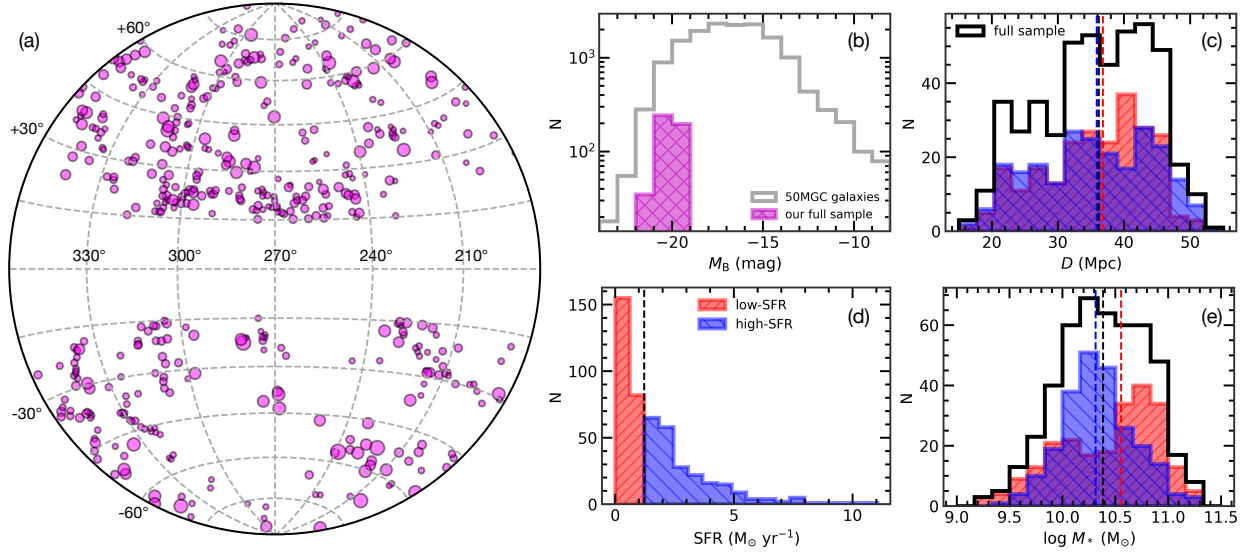 (a)
+60°
+30°
330° 300° 270° 240° 210°
-30°
-60°
(b)
N
10³
10²
50MGC galaxies
our full sample
−20 −15 −10
M_B (mag)
(c)
full sample
N
40
20
0
20 30 40 50
D (Mpc)
(d)
low-SFR
high-SFR
N
150
100
50
0
0 5 10
SFR (M⊙ yr⁻¹)
(e)
N
60
40
20
0
9.0 9.5 10.0 10.5 11.0 11.5
log M* (M⊙)